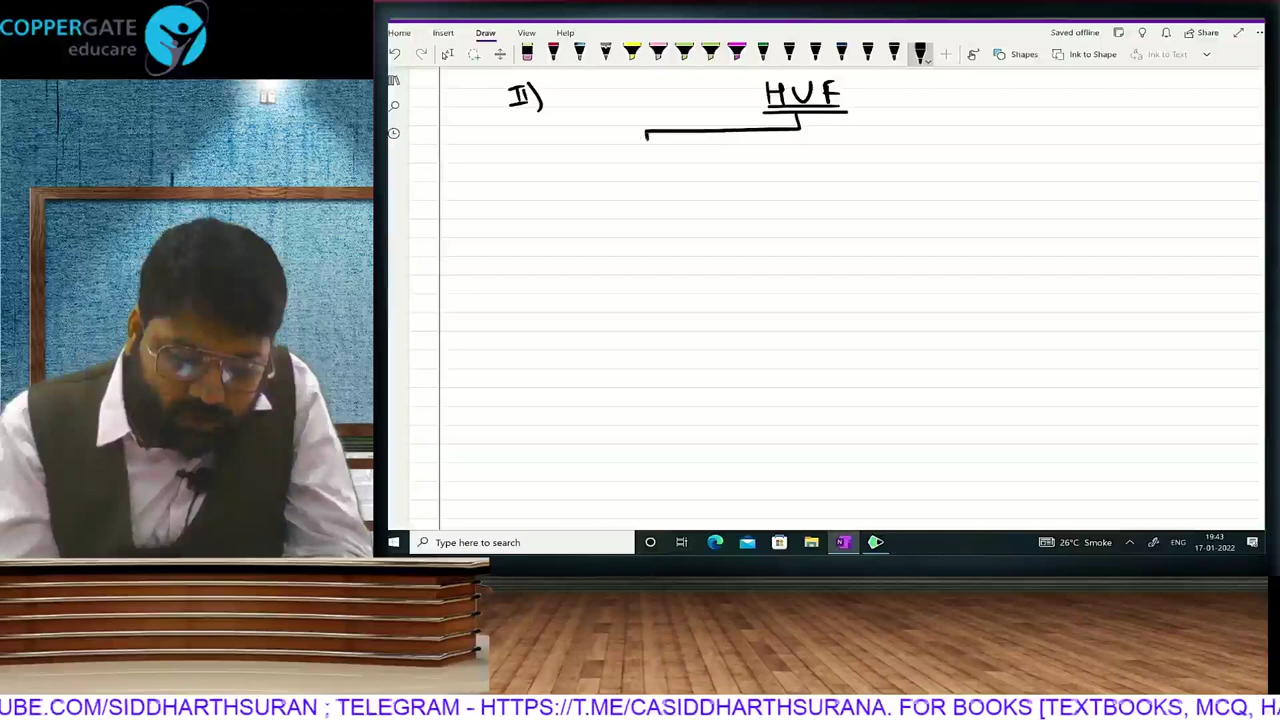 COPPERGATE
educare
Home Insert Draw View Help
Saved offline
Share
Shapes
Ink to Shape
Ink to Text
II) HUF
Type here to search
26°C Smoke
ENG
19:43
17-01-2022
UBE.COM/SIDDHARTHSURAN ; TELEGRAM - HTTPS://T.ME/CASIDDHARTHSURANA. FOR BOOKS [TEXTBOOKS, MCQ, HA